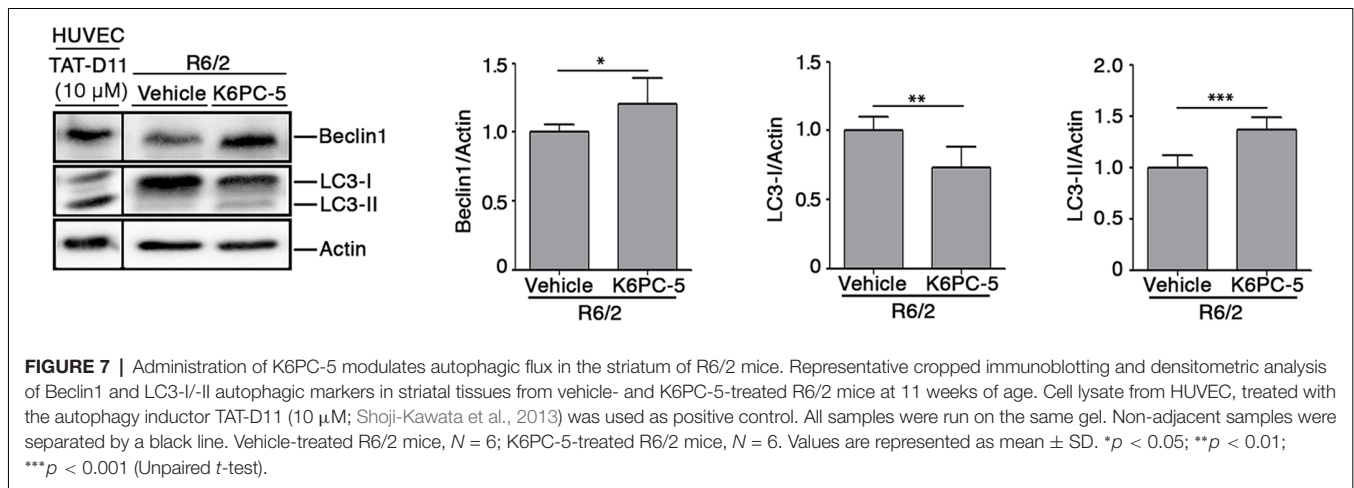 HUVEC
TAT-D11
(10 µM)
R6/2
Vehicle K6PC-5
Beclin1
LC3-I
LC3-II
Actin
Beclin1/Actin
1.5
1.0
0.5
0
*
Vehicle K6PC-5
R6/2
LC3-I/Actin
1.5
1.0
0.5
0
**
Vehicle K6PC-5
R6/2
LC3-II/Actin
2.0
1.5
1.0
0.5
0
***
Vehicle K6PC-5
R6/2
FIGURE 7 | Administration of K6PC-5 modulates autophagic flux in the striatum of R6/2 mice. Representative cropped immunoblotting and densitometric analysis
of Beclin1 and LC3-I/-II autophagic markers in striatal tissues from vehicle- and K6PC-5-treated R6/2 mice at 11 weeks of age. Cell lysate from HUVEC, treated with
the autophagy inductor TAT-D11 (10 µM; Shoji-Kawata et al., 2013) was used as positive control. All samples were run on the same gel. Non-adjacent samples were
separated by a black line. Vehicle-treated R6/2 mice, N = 6; K6PC-5-treated R6/2 mice, N = 6. Values are represented as mean ± SD. *p < 0.05; **p < 0.01;
***p < 0.001 (Unpaired t-test).